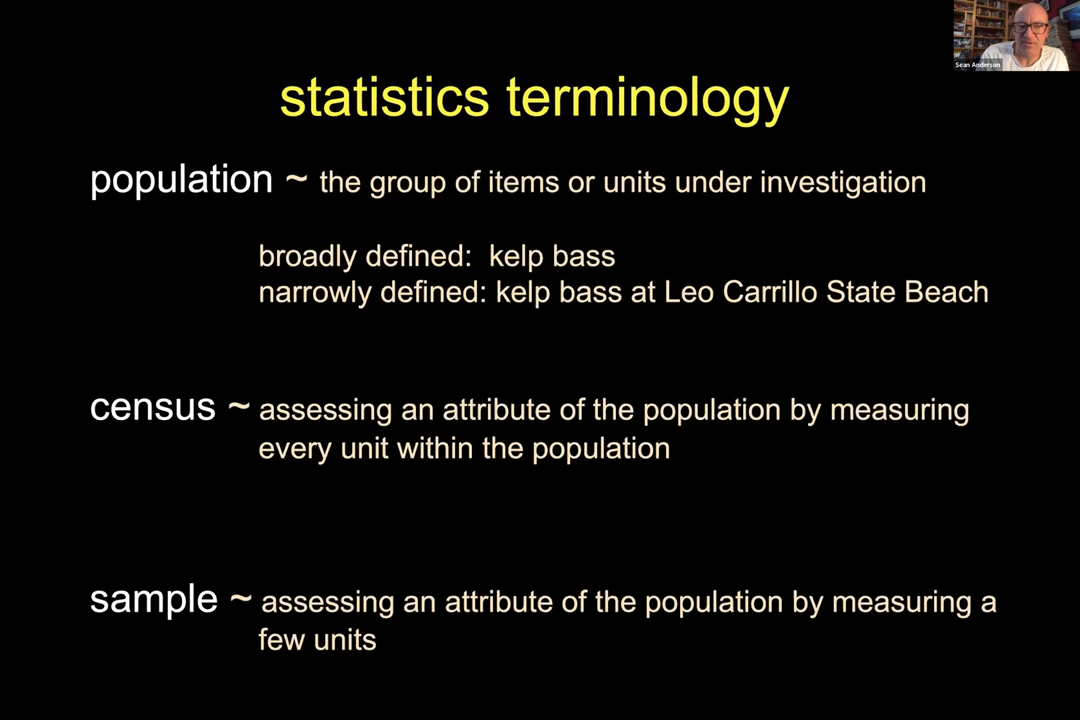 Sean Anderson
statistics terminology
population ~ the group of items or units under investigation
broadly defined: kelp bass
narrowly defined: kelp bass at Leo Carrillo State Beach
census ~ assessing an attribute of the population by measuring
every unit within the population
sample ~ assessing an attribute of the population by measuring a
few units